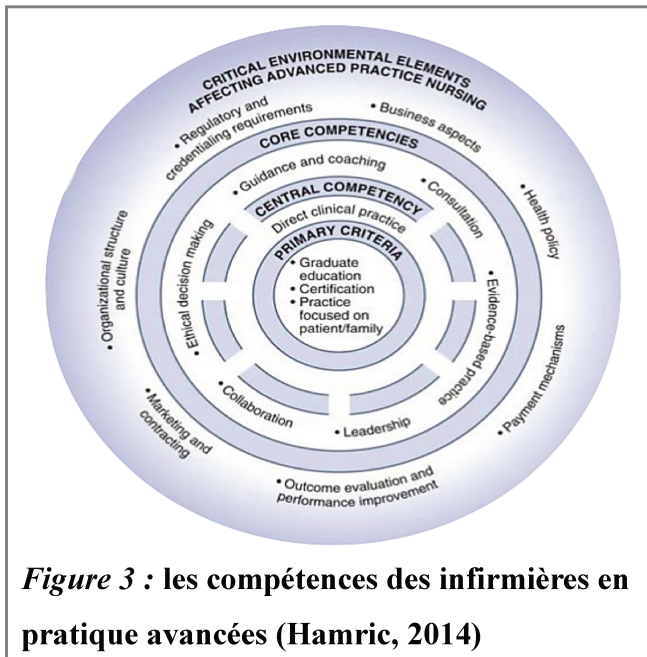 CRITICAL ENVIRONMENTAL ELEMENTS
AFFECTING ADVANCED PRACTICE NURSING
• Regulatory and
credentialing requirements
• Business aspects
• Health policy
• Payment mechanisms
• Outcome evaluation and
performance improvement
• Marketing and
contracting
• Organizational structure
and culture
CORE COMPETENCIES
• Guidance and coaching
• Consultation
• Evidence-based practice
• Leadership
• Collaboration
• Ethical decision making
CENTRAL COMPETENCY
Direct clinical practice
PRIMARY CRITERIA
• Graduate
education
• Certification
• Practice
focused on
patient/family
Figure 3 : les compétences des infirmières en
pratique avancées (Hamric, 2014)